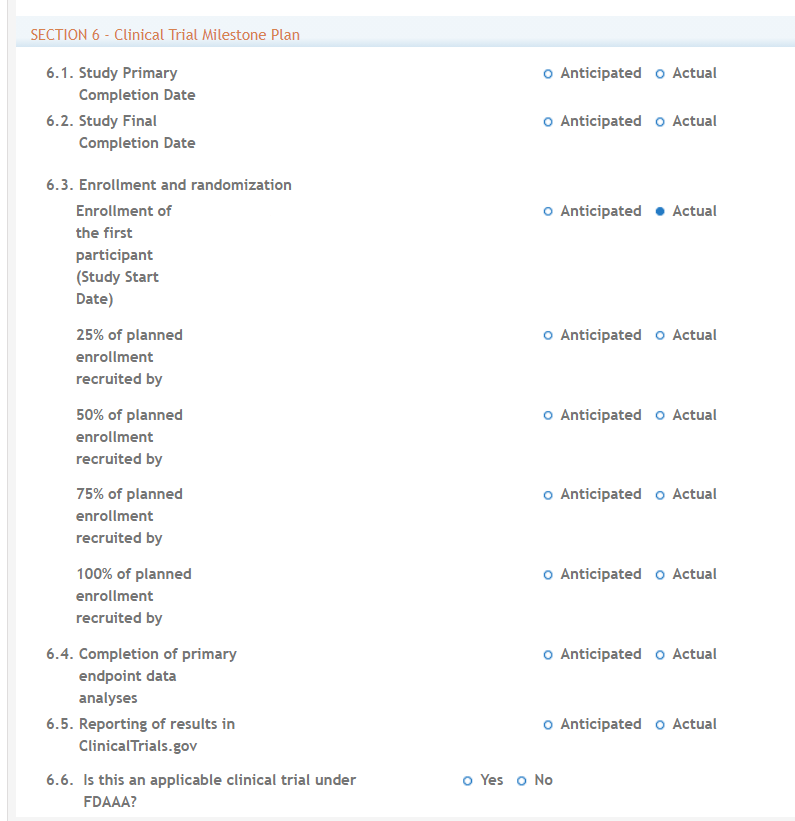 SECTION 6 - Clinical Trial Milestone Plan
6.1. Study Primary Anticipated Actual
Completion Date
6.2. Study Final Anticipated Actual
Completion Date
6.3. Enrollment and randomization
Enrollment of Anticipated Actual
the first
participant
(Study Start
Date)
25% of planned Anticipated Actual
enrollment
recruited by
50% of planned Anticipated Actual
enrollment
recruited by
75% of planned Anticipated Actual
enrollment
recruited by
100% of planned Anticipated Actual
enrollment
recruited by
6.4. Completion of primary Anticipated Actual
endpoint data
analyses
6.5. Reporting of results in Anticipated Actual
ClinicalTrials.gov
6.6. Is this an applicable clinical trial under Yes No
FDAAA?